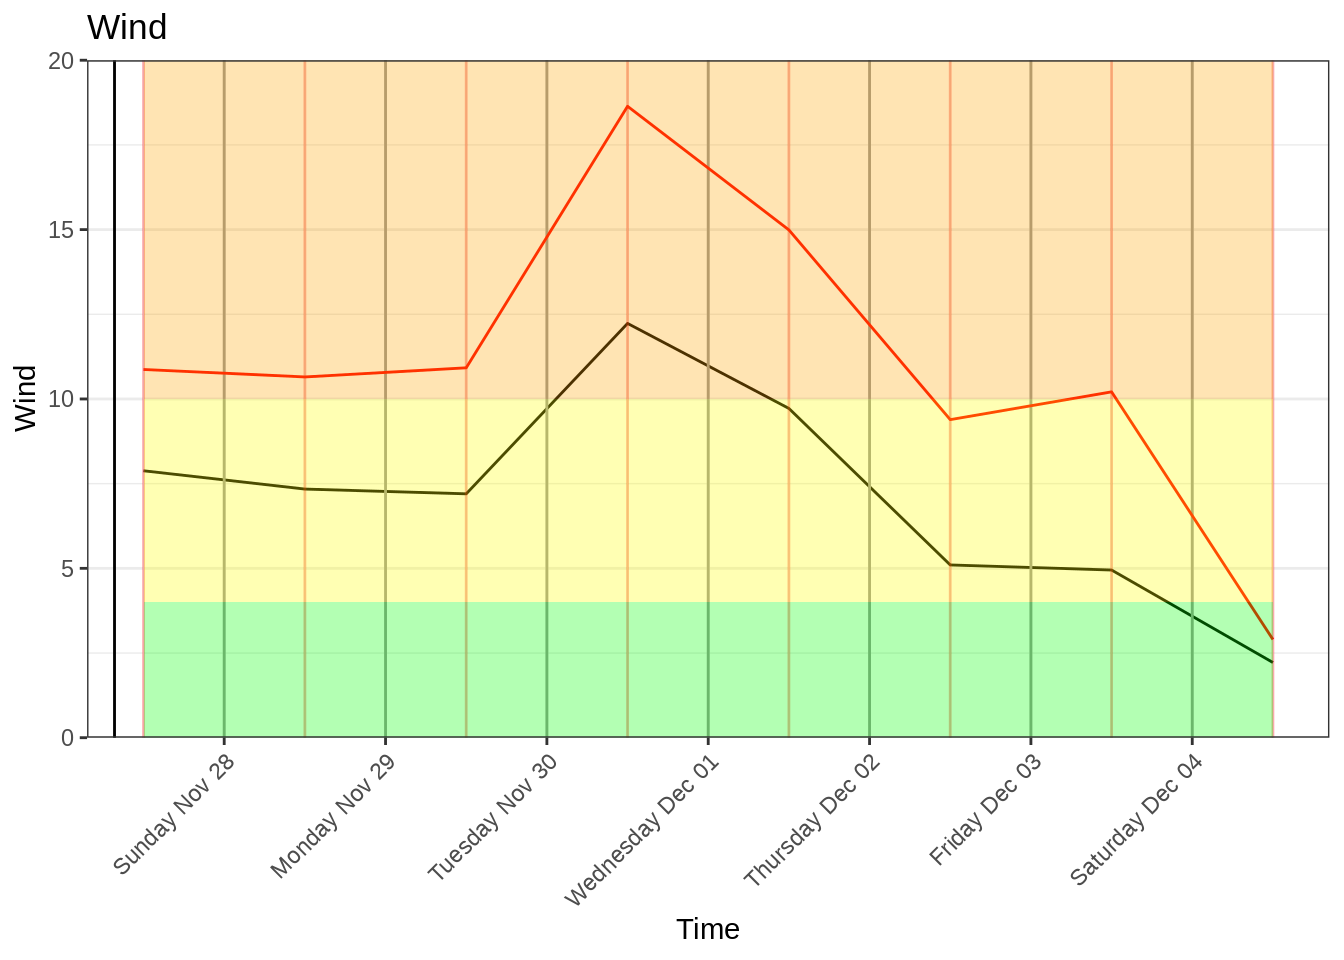 Wind
20
15
10
5
0
Wind
Sunday Nov 28
Monday Nov 29
Tuesday Nov 30
Wednesday Dec 01
Thursday Dec 02
Friday Dec 03
Saturday Dec 04
Time